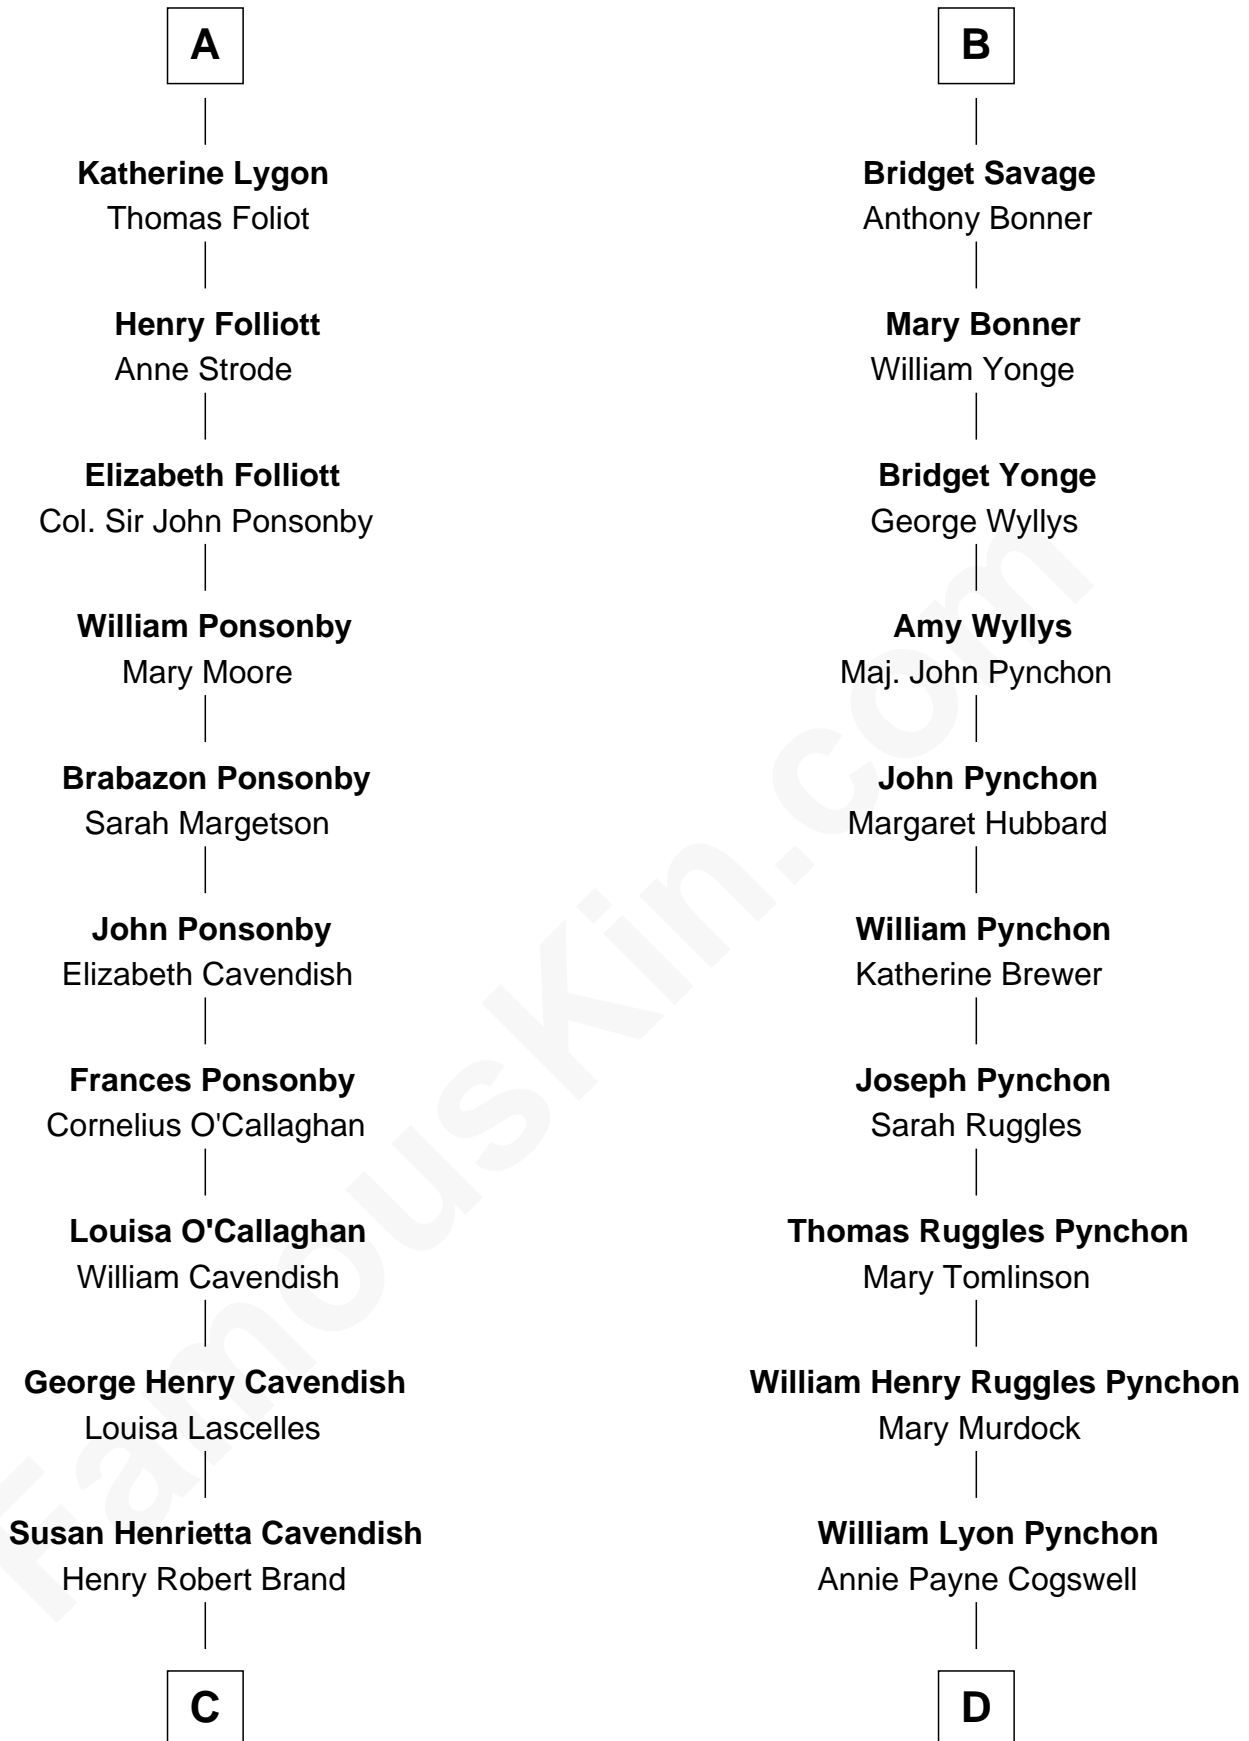 A
Katherine Lygon
Thomas Foliot
Henry Folliott
Anne Strode
Elizabeth Folliott
Col. Sir John Ponsonby
William Ponsonby
Mary Moore
Brabazon Ponsonby
Sarah Margetson
John Ponsonby
Elizabeth Cavendish
Frances Ponsonby
Cornelius O'Callaghan
Louisa O'Callaghan
William Cavendish
George Henry Cavendish
Louisa Lascelles
Susan Henrietta Cavendish
Henry Robert Brand
C
B
Bridget Savage
Anthony Bonner
Mary Bonner
William Yonge
Bridget Yonge
George Wyllys
Amy Wyllys
Maj. John Pynchon
John Pynchon
Margaret Hubbard
William Pynchon
Katherine Brewer
Joseph Pynchon
Sarah Ruggles
Thomas Ruggles Pynchon
Mary Tomlinson
William Henry Ruggles Pynchon
Mary Murdock
William Lyon Pynchon
Annie Payne Cogswell
D
FamousKin.com